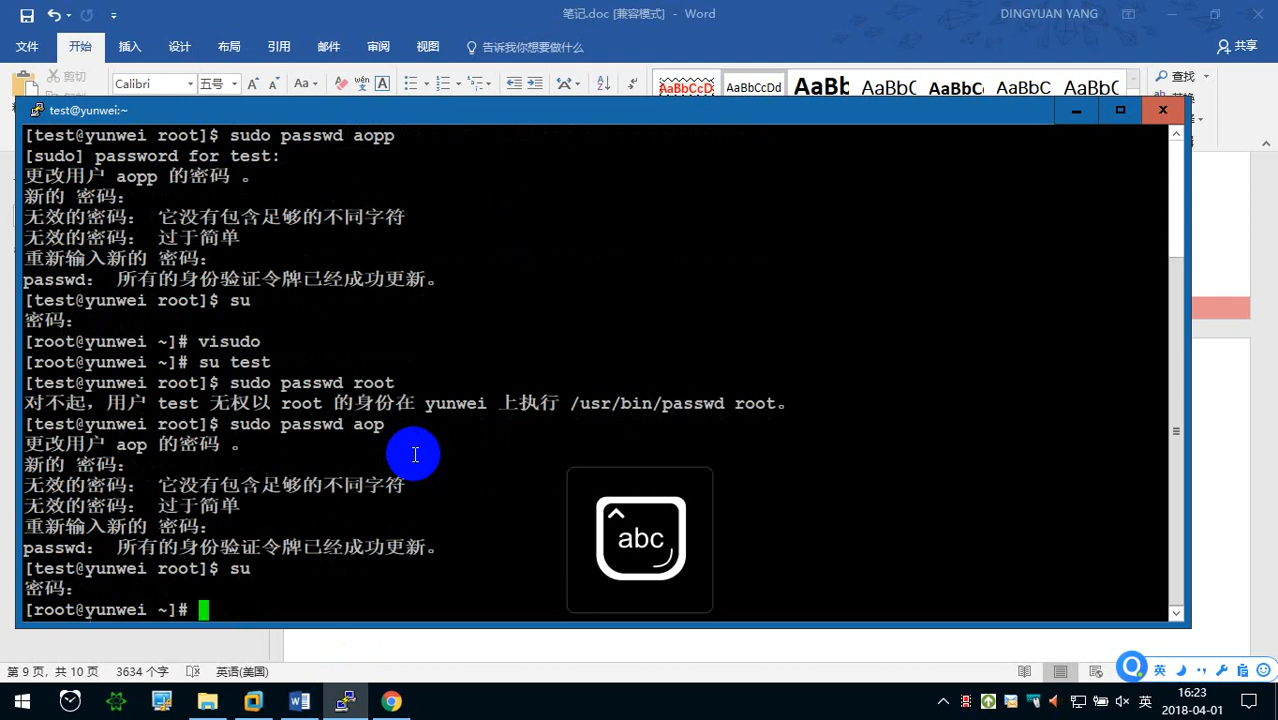 笔记.doc [兼容模式] - Word
DINGYUAN YANG
文件 开始 插入 设计 布局 引用 邮件 审阅 视图 告诉我你想要做什么 共享
剪切 Calibri 五号 Aa wén A AaBbCcD AaBbCcDd AaBb AaBbC AaBbC AaBbC AaBbC 查找
替换
test@yunwei:~
[test@yunwei root]$ sudo passwd aopp
[sudo] password for test:
更改用户 aopp 的密码 。
新的 密码：
无效的密码： 它没有包含足够的不同字符
无效的密码： 过于简单
重新输入新的 密码：
passwd： 所有的身份验证令牌已经成功更新。
[test@yunwei root]$ su
密码：
[root@yunwei ~]# visudo
[root@yunwei ~]# su test
[test@yunwei root]$ sudo passwd root
对不起，用户 test 无权以 root 的身份在 yunwei 上执行 /usr/bin/passwd root。
[test@yunwei root]$ sudo passwd aop
更改用户 aop 的密码 。
新的 密码：
无效的密码： 它没有包含足够的不同字符
无效的密码： 过于简单
重新输入新的 密码：
passwd： 所有的身份验证令牌已经成功更新。
[test@yunwei root]$ su
密码：
[root@yunwei ~]#
abc
第 9 页，共 10 页 3634 个字 英语(美国) 英
英 16:23
2018-04-01